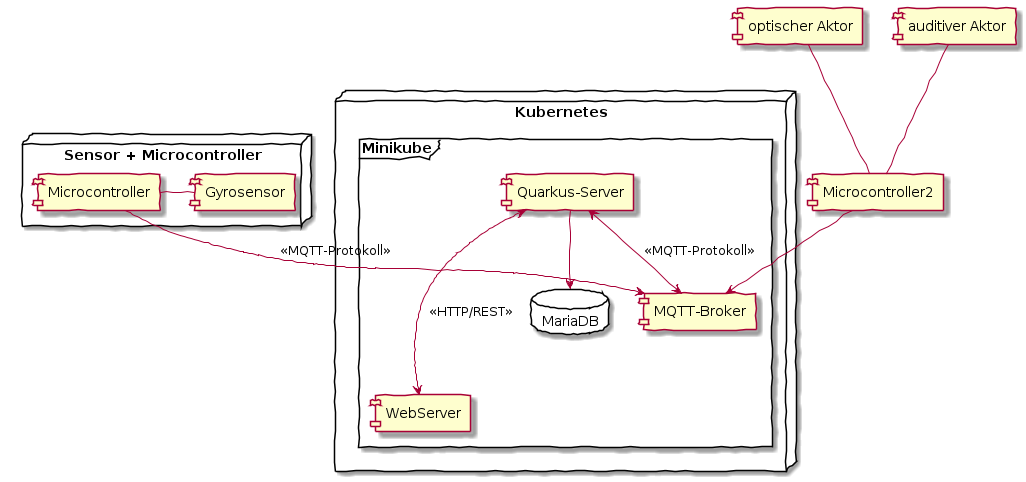 optischer Aktor
auditiver Aktor
Kubernetes
Minikube
Sensor + Microcontroller
Microcontroller
Gyrosensor
Quarkus-Server
Microcontroller2
«MQTT-Protokoll»
«MQTT-Protokoll»
«HTTP/REST»
MariaDB
MQTT-Broker
WebServer